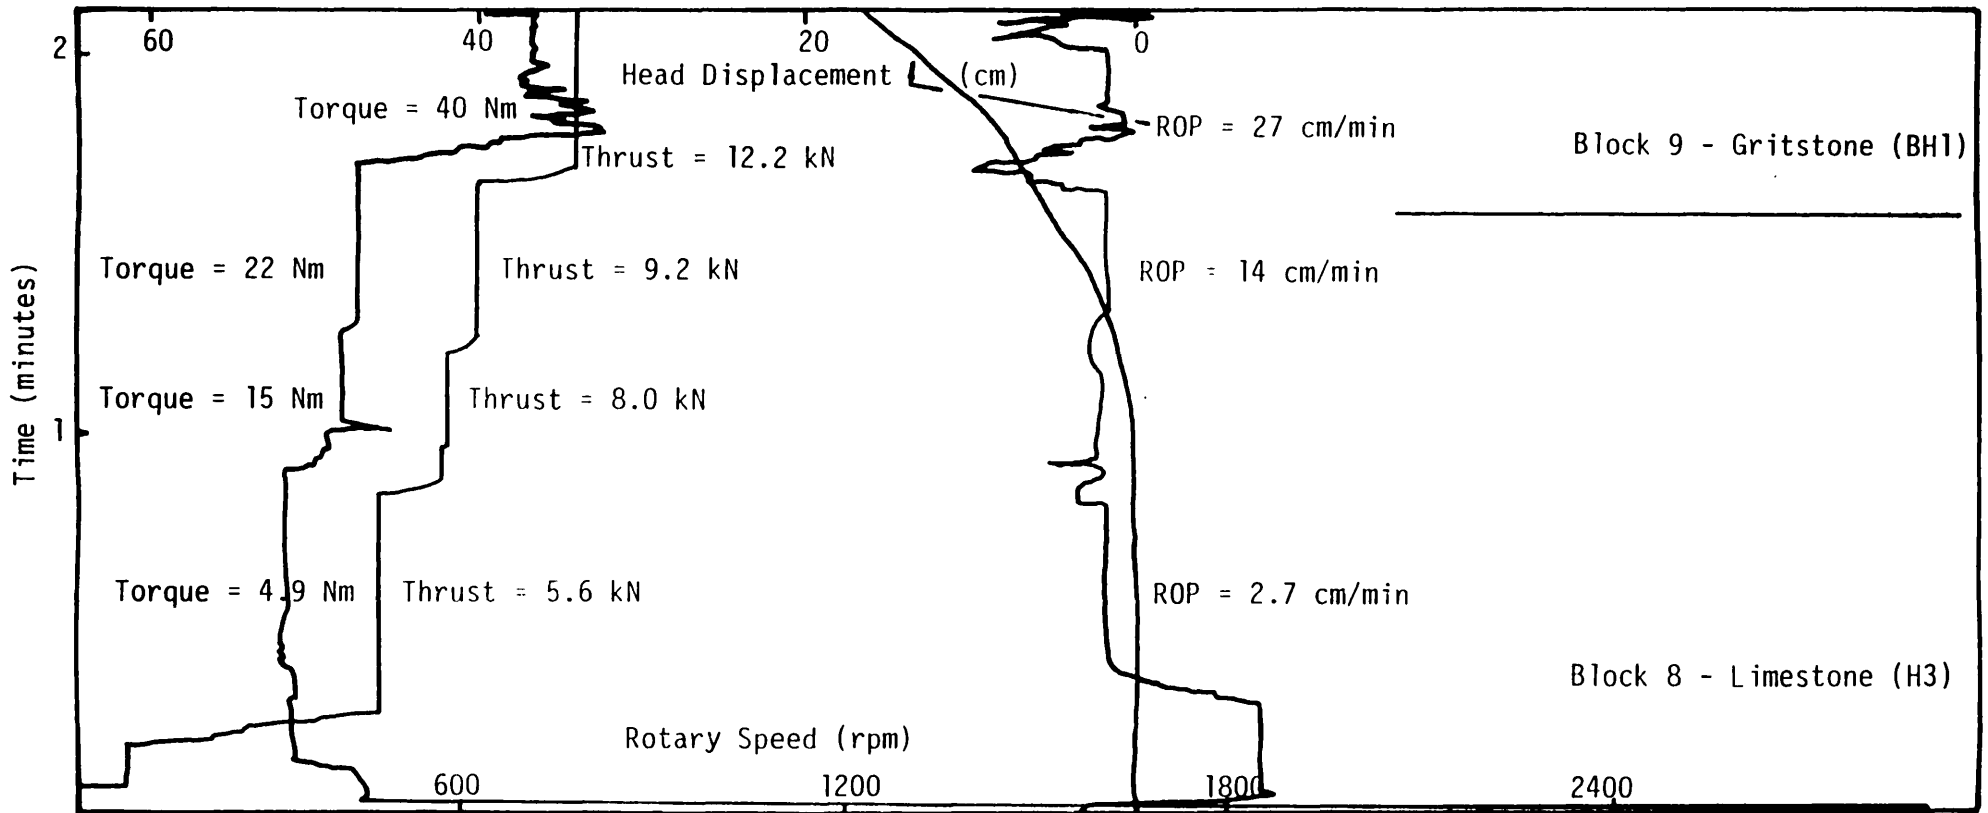 60 40 20 0
2
Head Displacement (cm)
Torque = 40 Nm
ROP = 27 cm/min
Block 9 - Gritstone (BH1)
Thrust = 12.2 kN
Torque = 22 Nm
Thrust = 9.2 kN
ROP = 14 cm/min
Time (minutes)
Torque = 15 Nm
Thrust = 8.0 kN
1
Torque = 4.9 Nm
Thrust = 5.6 kN
ROP = 2.7 cm/min
Block 8 - Limestone (H3)
Rotary Speed (rpm)
600 1200 1800 2400